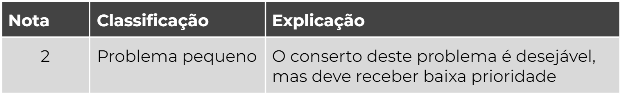 Nota Classificação Explicação
2 Problema pequeno O conserto deste problema é desejável,
mas deve receber baixa prioridade